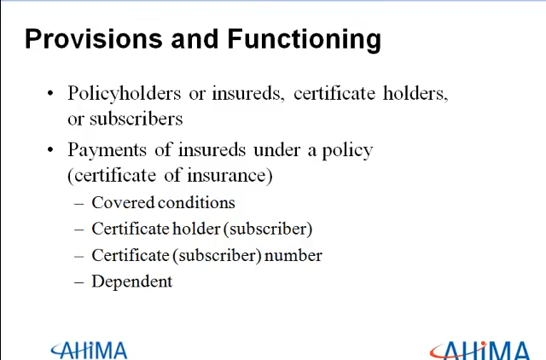 Provisions and Functioning
• Policyholders or insureds, certificate holders,
or subscribers
• Payments of insureds under a policy
(certificate of insurance)
– Covered conditions
– Certificate holder (subscriber)
– Certificate (subscriber) number
– Dependent
AHiMA
AHiMA